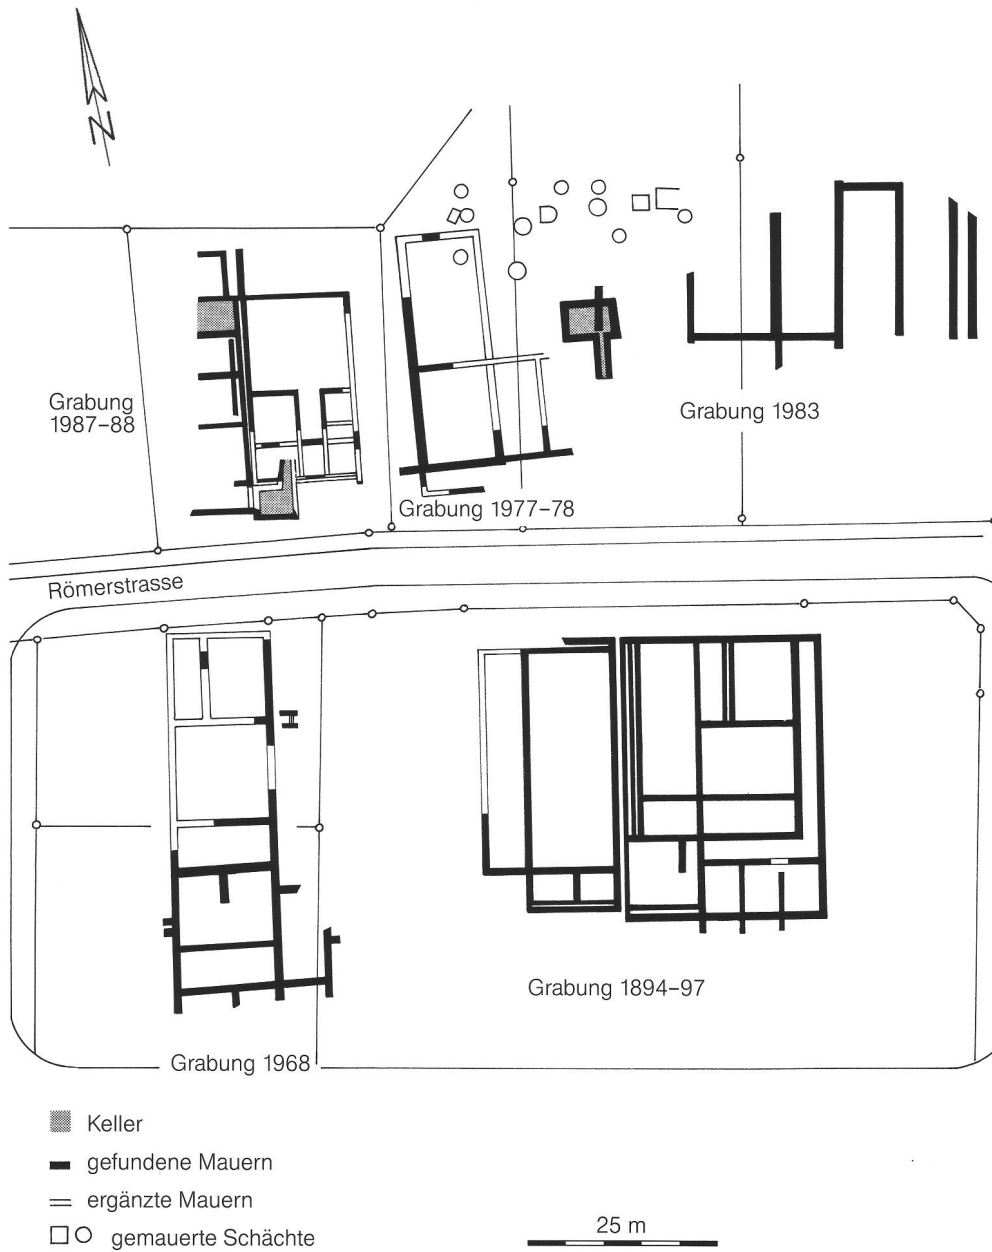 N
Grabung
1987–88
Grabung 1983
Grabung 1977–78
Römerstrasse
Grabung 1894–97
Grabung 1968
Keller
gefundene Mauern
ergänzte Mauern
gemauerte Schächte
25 m